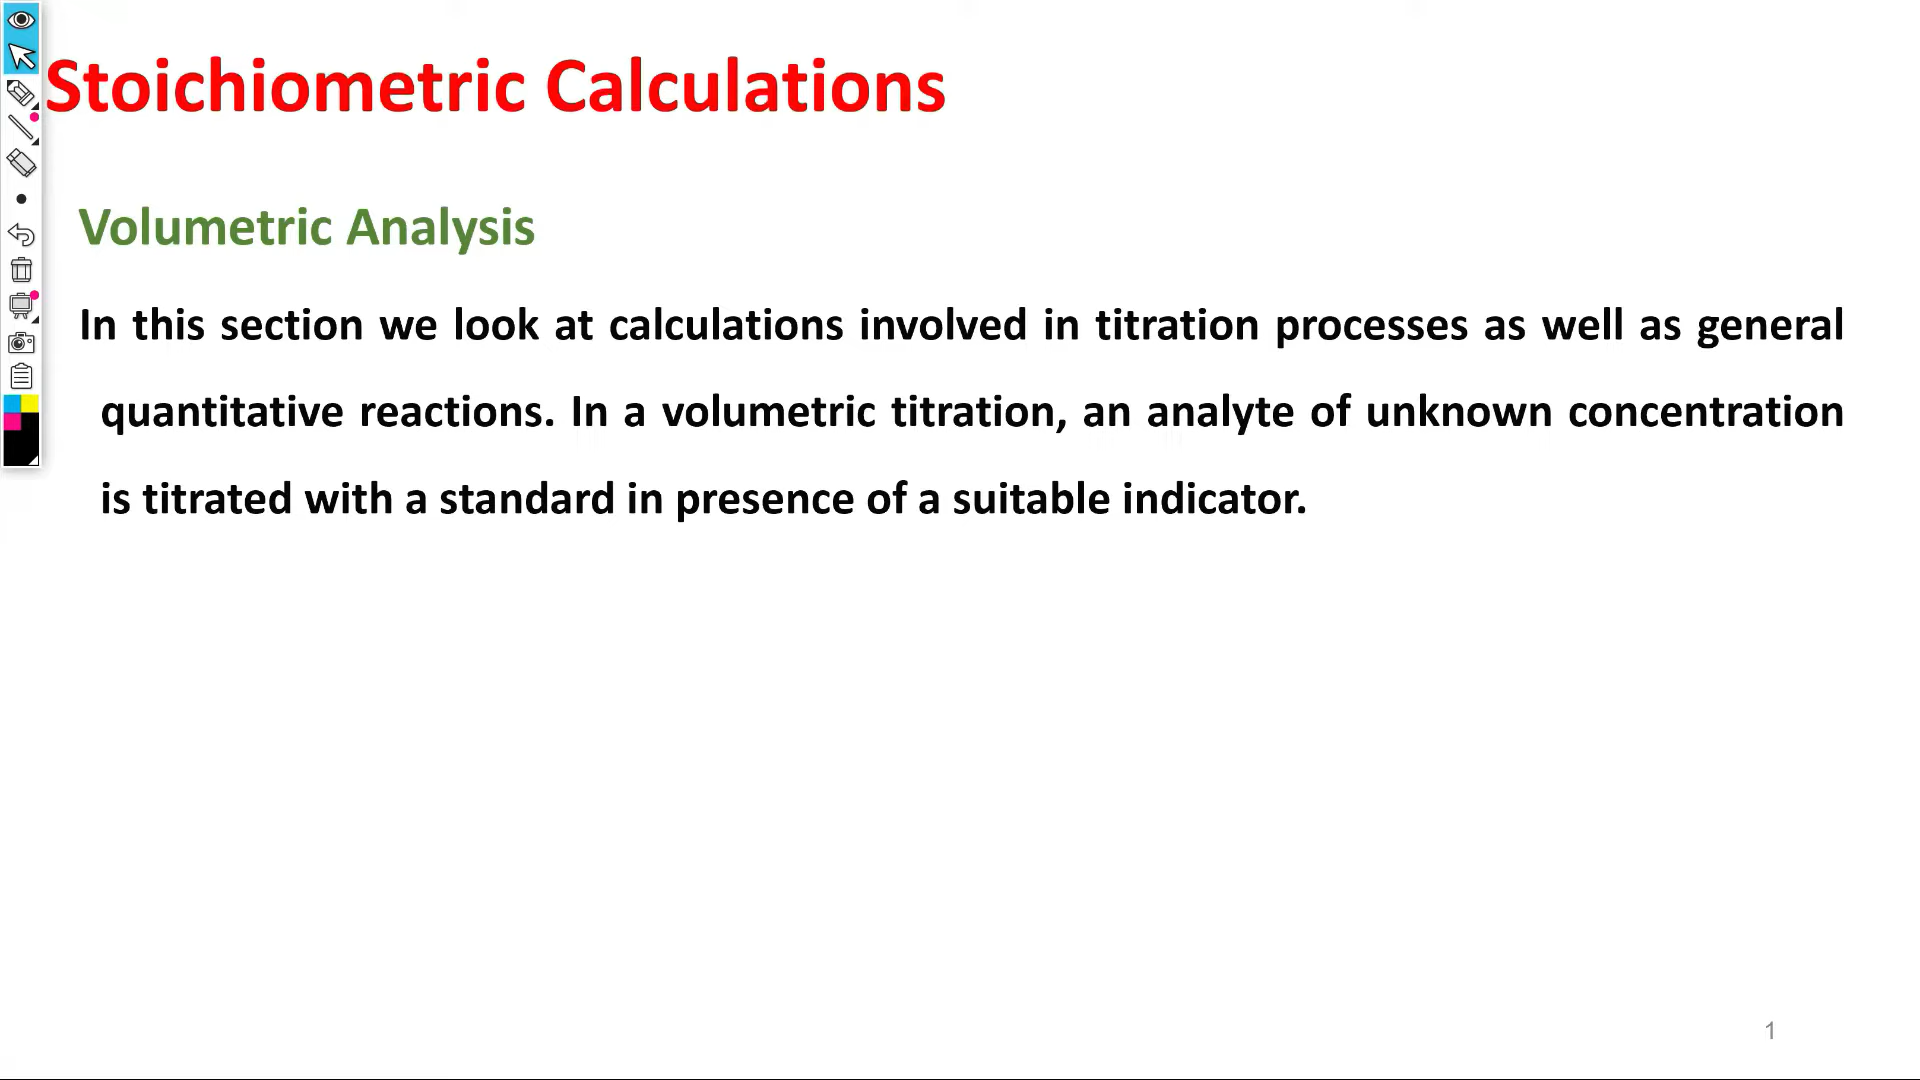 Stoichiometric Calculations
Volumetric Analysis
In this section we look at calculations involved in titration processes as well as general
quantitative reactions. In a volumetric titration, an analyte of unknown concentration
is titrated with a standard in presence of a suitable indicator.
1